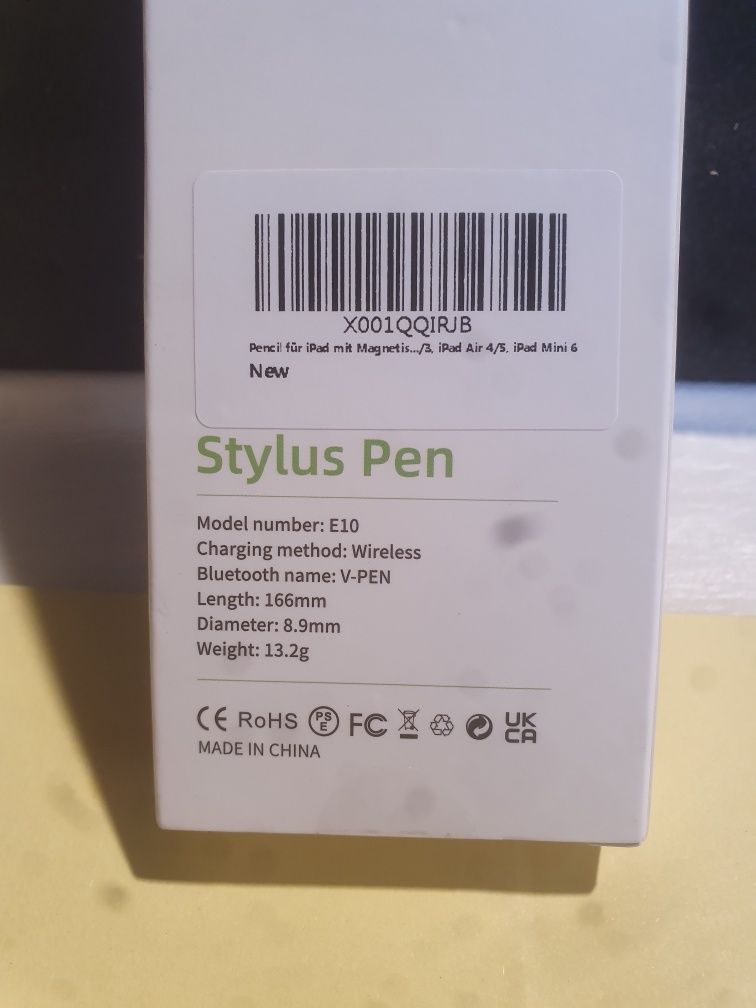 X001QQIRJB
Pencil für iPad mit Magnetis.../3, iPad Air 4/5, iPad Mini 6
New
Stylus Pen
Model number: E10
Charging method: Wireless
Bluetooth name: V-PEN
Length: 166mm
Diameter: 8.9mm
Weight: 13.2g
CE RoHS PSE FC UKCA
MADE IN CHINA